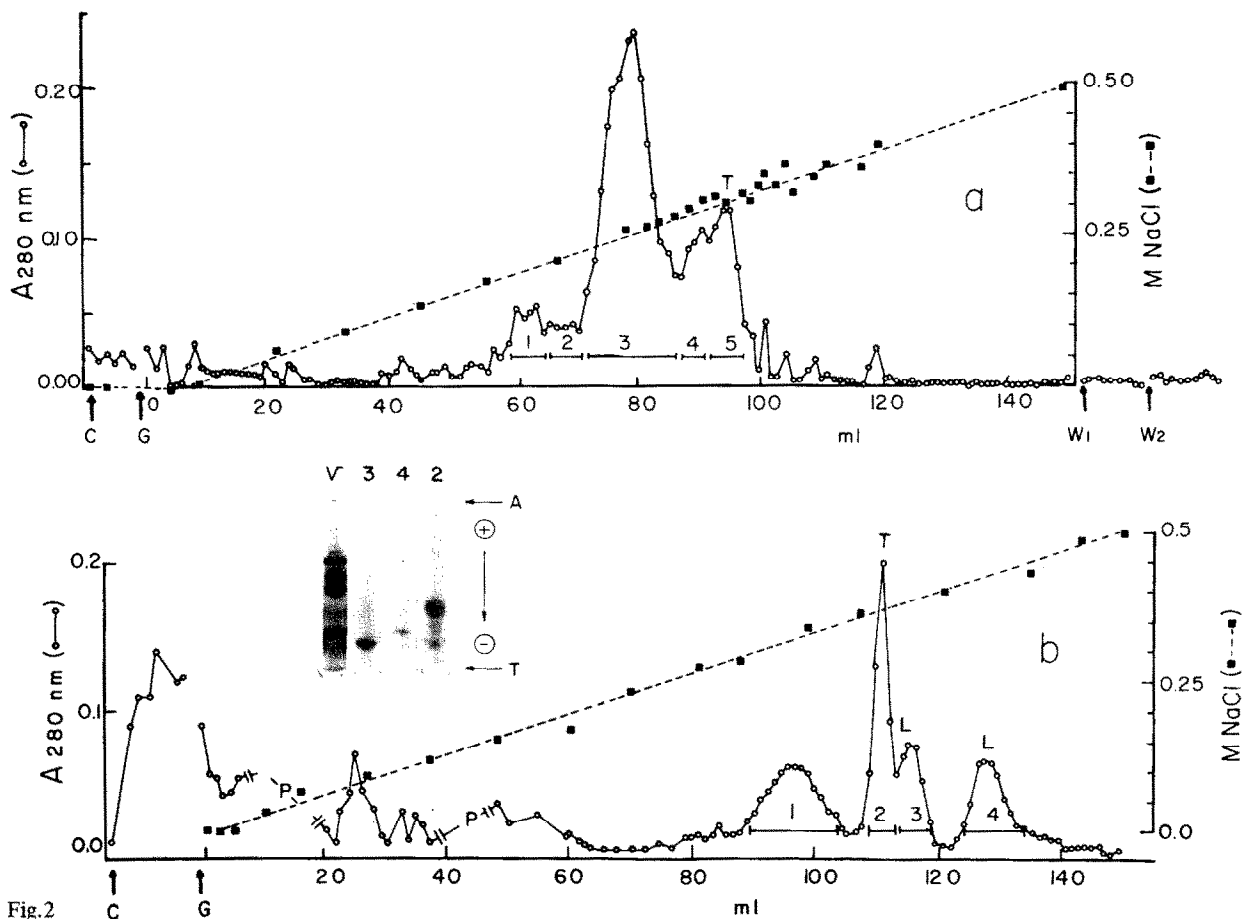 0.20
0.10
0.00
A 280 nm (o—o)
0.50
0.25
M NaCl (■--■)
T
a
1 2 3 4 5
10 20 40 60 80 100 120 140
ml
C G W1 W2
V 3 4 2
A
+
−
T
0.2
0.1
0.0
A 280 nm (o—o)
0.5
0.25
0.0
M NaCl (■--■)
b
P P T L L
1 2 3 4
20 40 60 80 100 120 140
ml
C G
Fig.2